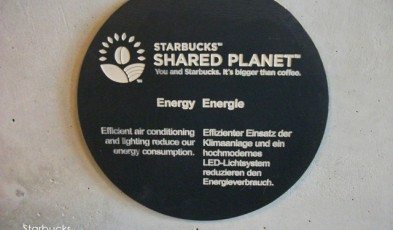 STARBUCKS™
SHARED PLANET™
You and Starbucks. It's bigger than coffee.
Energy
Efficient air conditioning
and lighting reduce our
energy consumption.
Energie
Effizienter Einsatz der
Klimaanlage und ein
hochmodernes
LED-Lichtsystem
reduzieren den
Energieverbrauch.
Starbucks